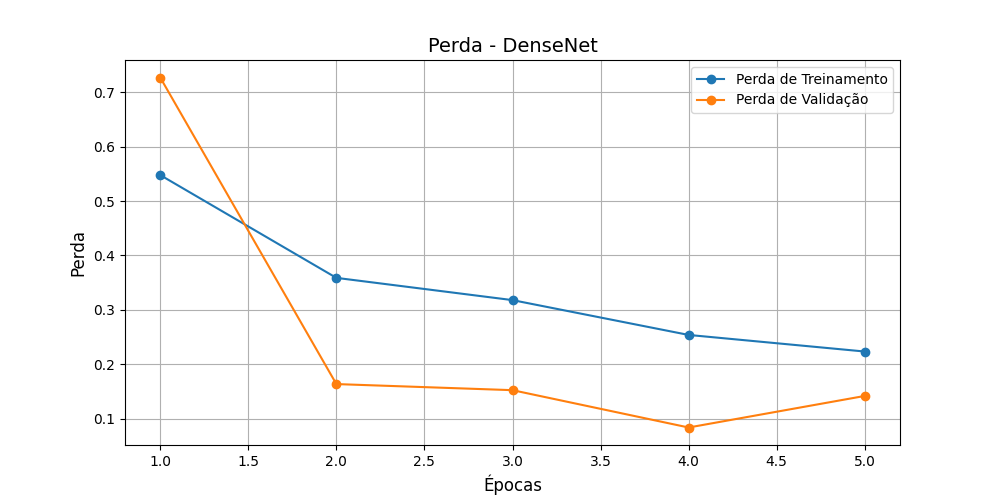 Perda - DenseNet
Perda de Treinamento
Perda de Validação
Perda
0.7
0.6
0.5
0.4
0.3
0.2
0.1
1.0 1.5 2.0 2.5 3.0 3.5 4.0 4.5 5.0
Épocas